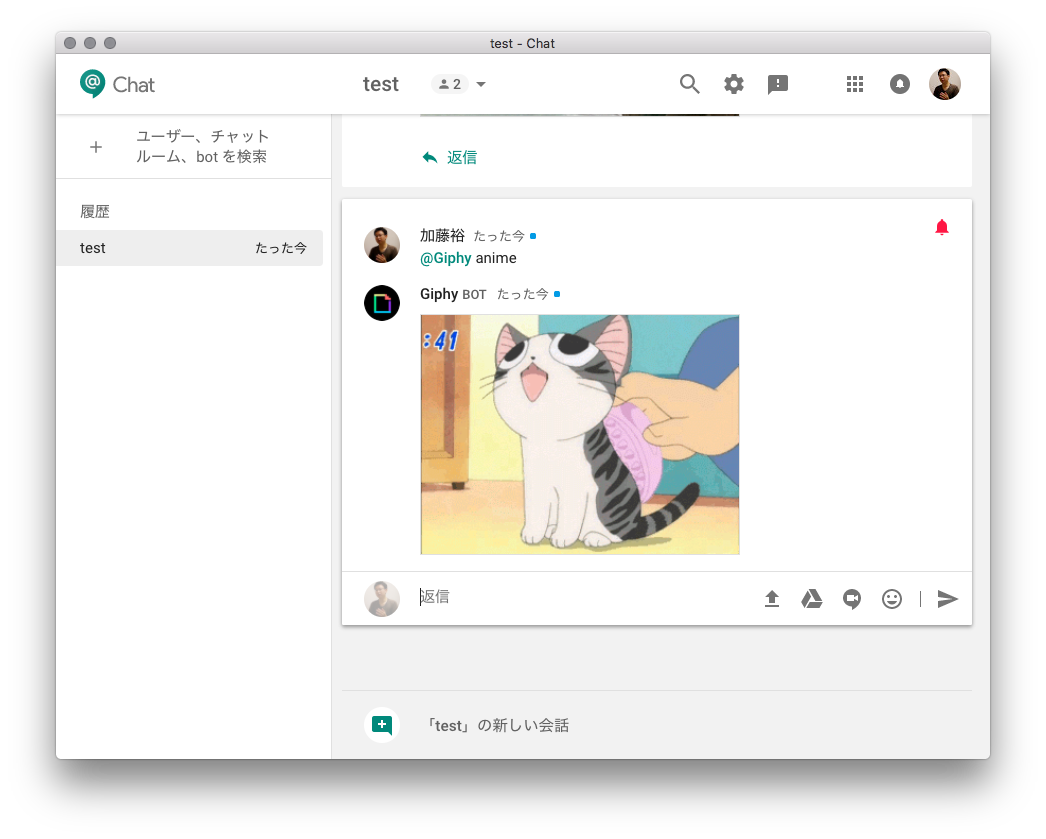 test - Chat
Chat
test
2
ユーザー、チャット
ルーム、bot を検索
履歴
test たった今
返信
加藤裕 たった今
@Giphy anime
Giphy BOT たった今
:41
返信
「test」の新しい会話